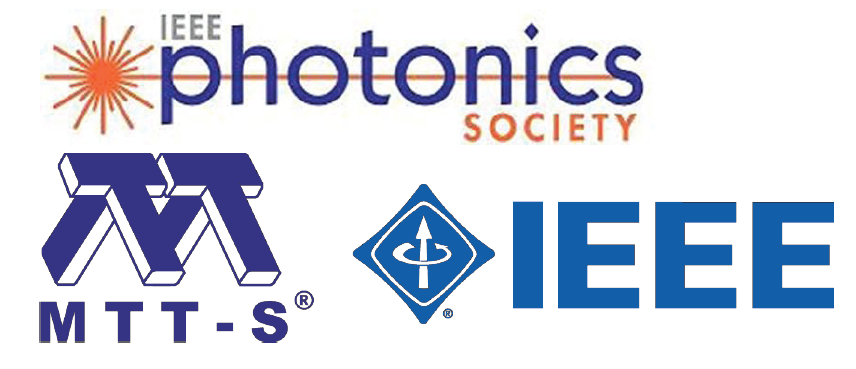 IEEE
photonics
SOCIETY
MTT-S®
IEEE
®